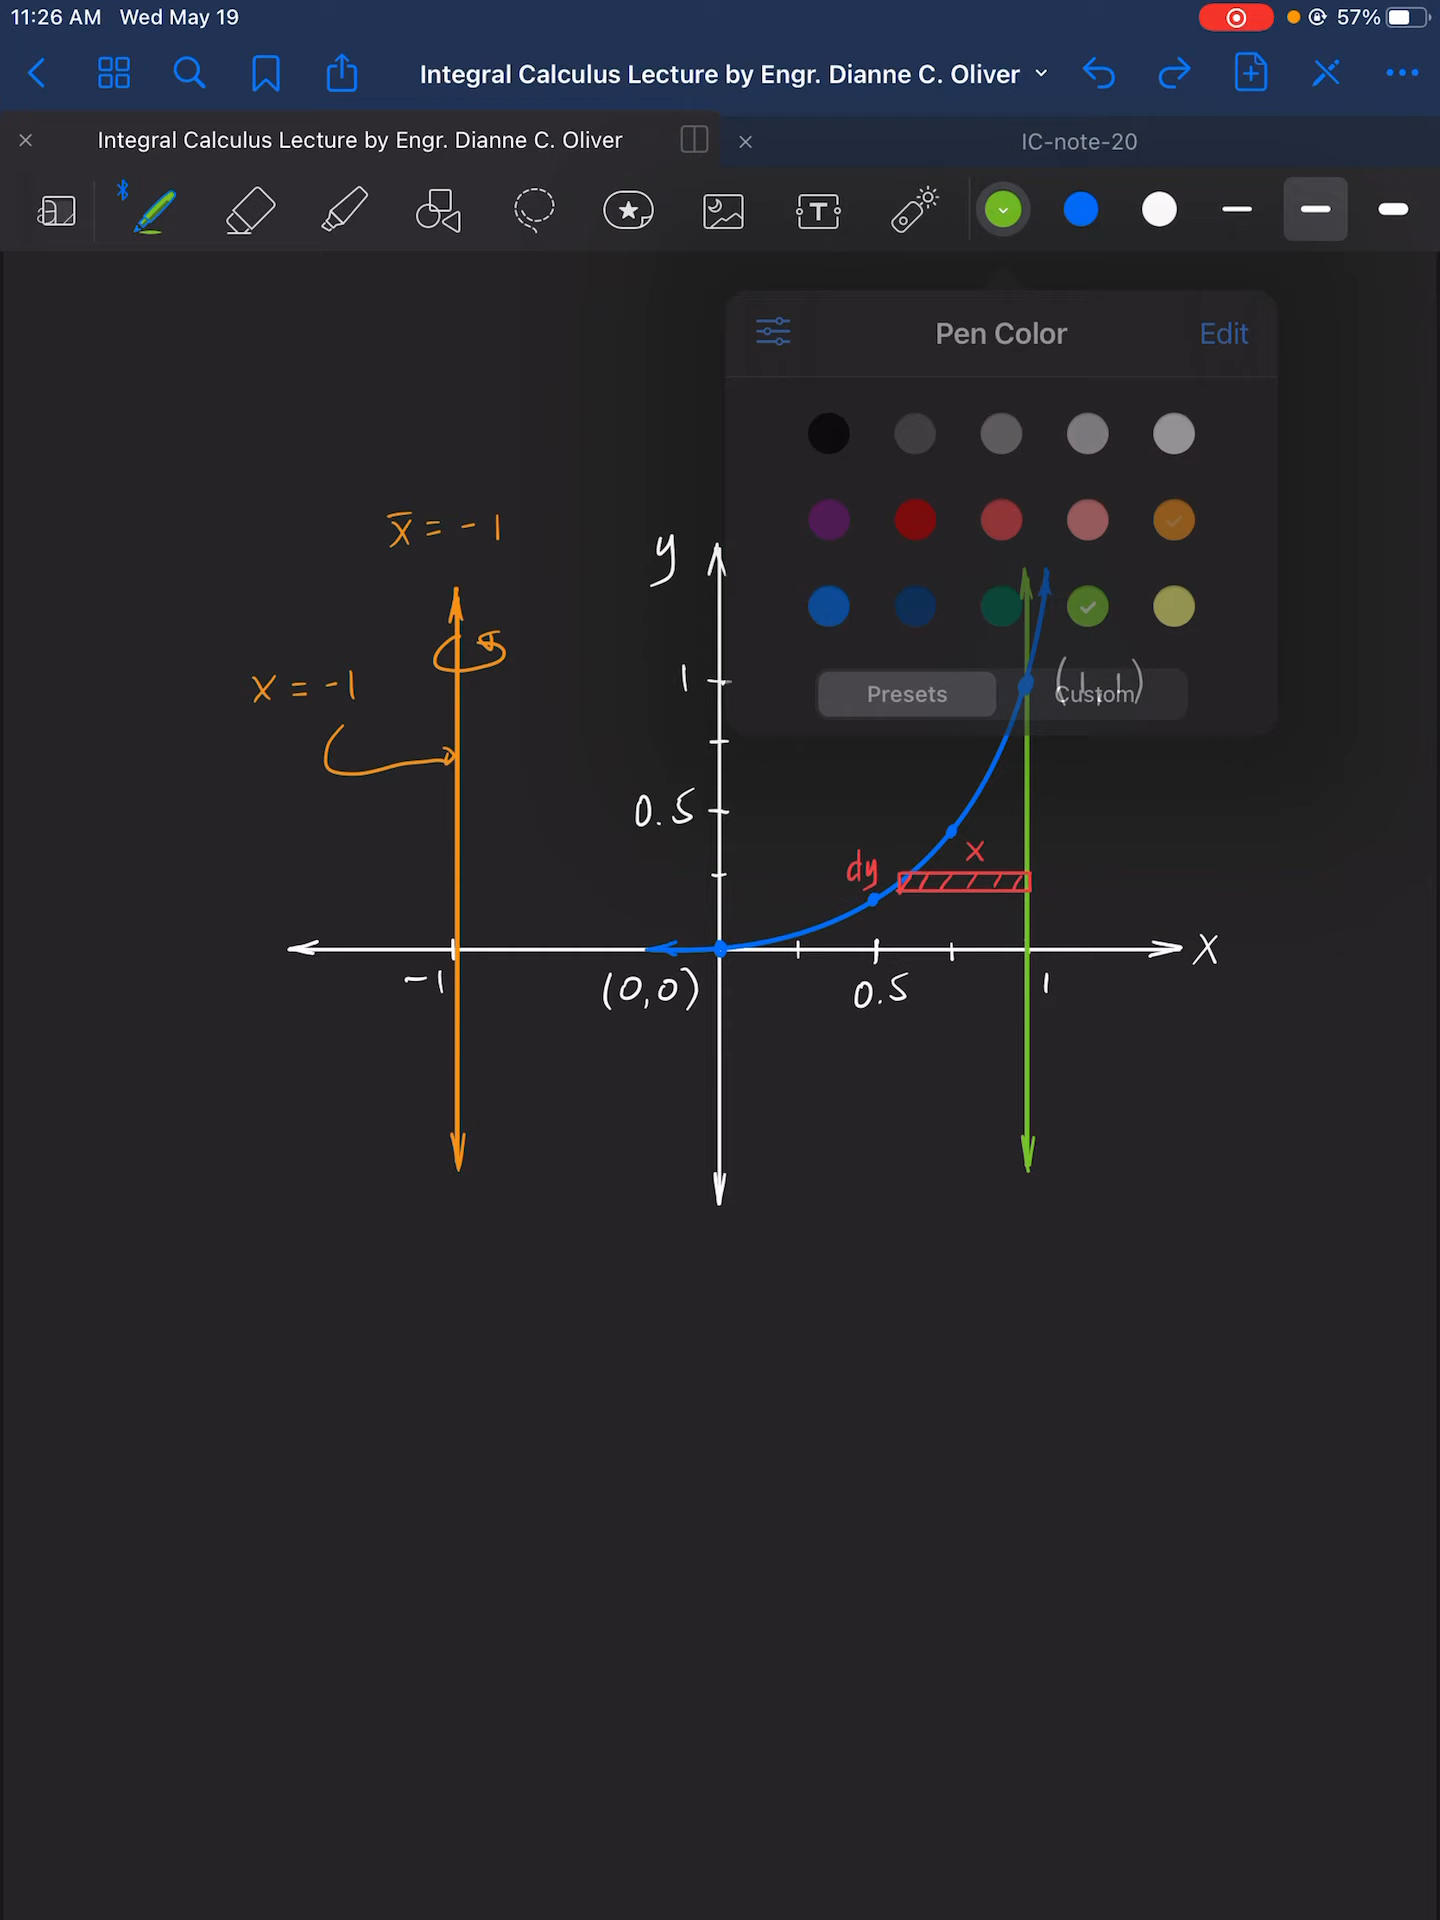 11:26 AM Wed May 19
57%
Integral Calculus Lecture by Engr. Dianne C. Oliver
Integral Calculus Lecture by Engr. Dianne C. Oliver
IC-note-20
T
Pen Color
Edit
x̄ = -1
y
x = -1
1
Presets
Custom
(1,1)
0.5
dy
x
x
-1
(0,0)
0.5
1